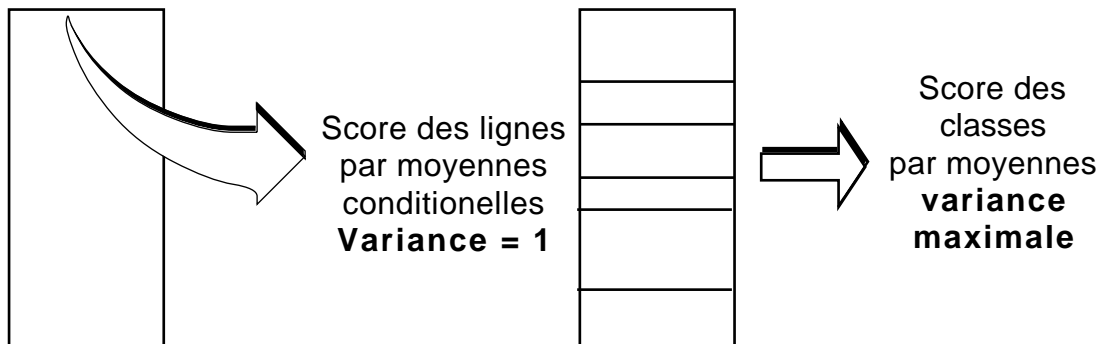 Score des lignes
par moyennes
conditionelles
Variance = 1
Score des
classes
par moyennes
variance
maximale